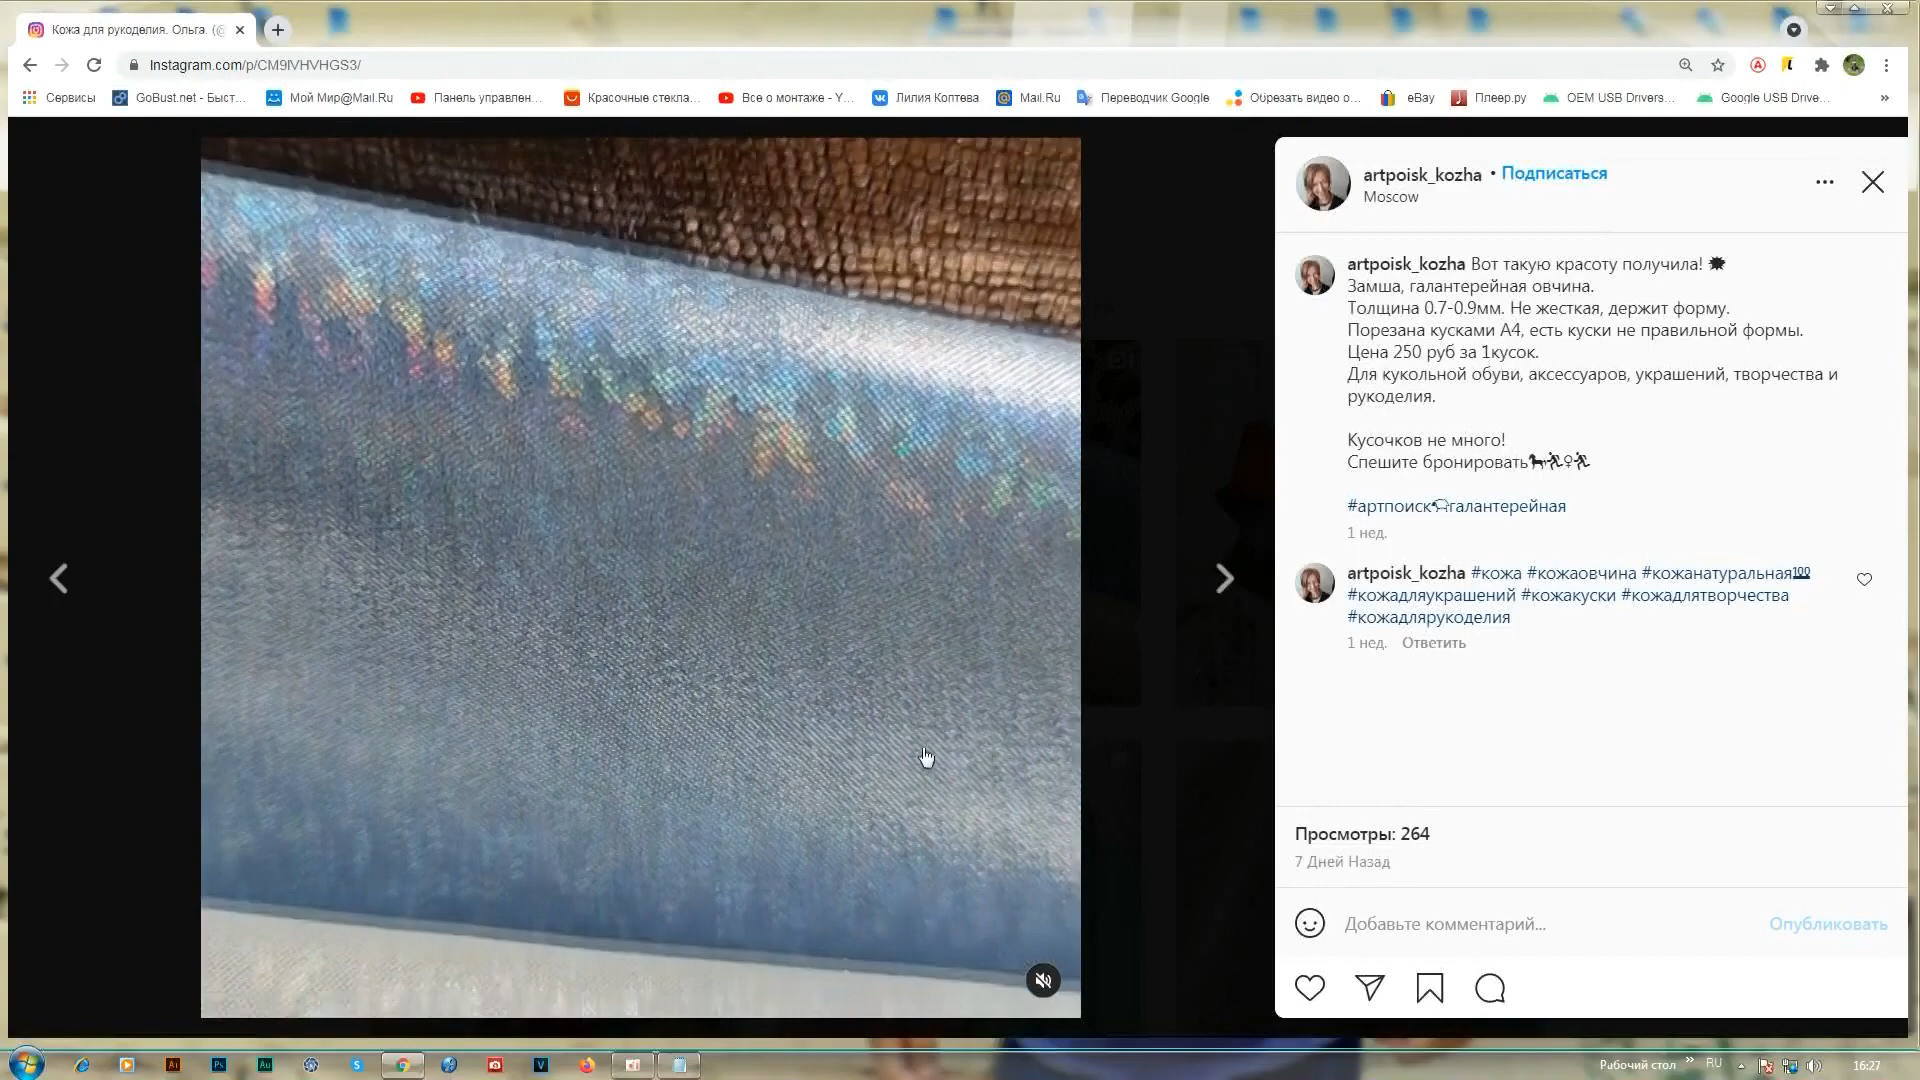 Кожа для рукоделия. Ольга. (@
Instagram.com/p/CM9IVHVHGS3/
Сервисы
GoBust.net - Быст...
Мой Мир@Mail.Ru
Панель управлен...
Красочные стекла...
Все о монтаже - Y...
Лилия Коптева
Mail.Ru
Переводчик Google
Обрезать видео о...
eBay
Плеер.ру
OEM USB Drivers...
Google USB Drive...
»
artpoisk_kozha • Подписаться
Moscow
artpoisk_kozha Вот такую красоту получила!
Замша, галантерейная овчина.
Толщина 0.7-0.9мм. Не жесткая, держит форму.
Порезана кусками А4, есть куски не правильной формы.
Цена 250 руб за 1кусок.
Для кукольной обуви, аксессуаров, украшений, творчества и
рукоделия.
Кусочков не много!
Спешите бронировать
#артпоиск галантерейная
1 нед.
artpoisk_kozha #кожа #кожаовчина #кожанатуральная💯
#кожадляукрашений #кожакуски #кожадлятворчества
#кожадлярукоделия
1 нед. Ответить
Просмотры: 264
7 Дней Назад
Добавьте комментарий... Опубликовать
Рабочий стол » RU 16:27